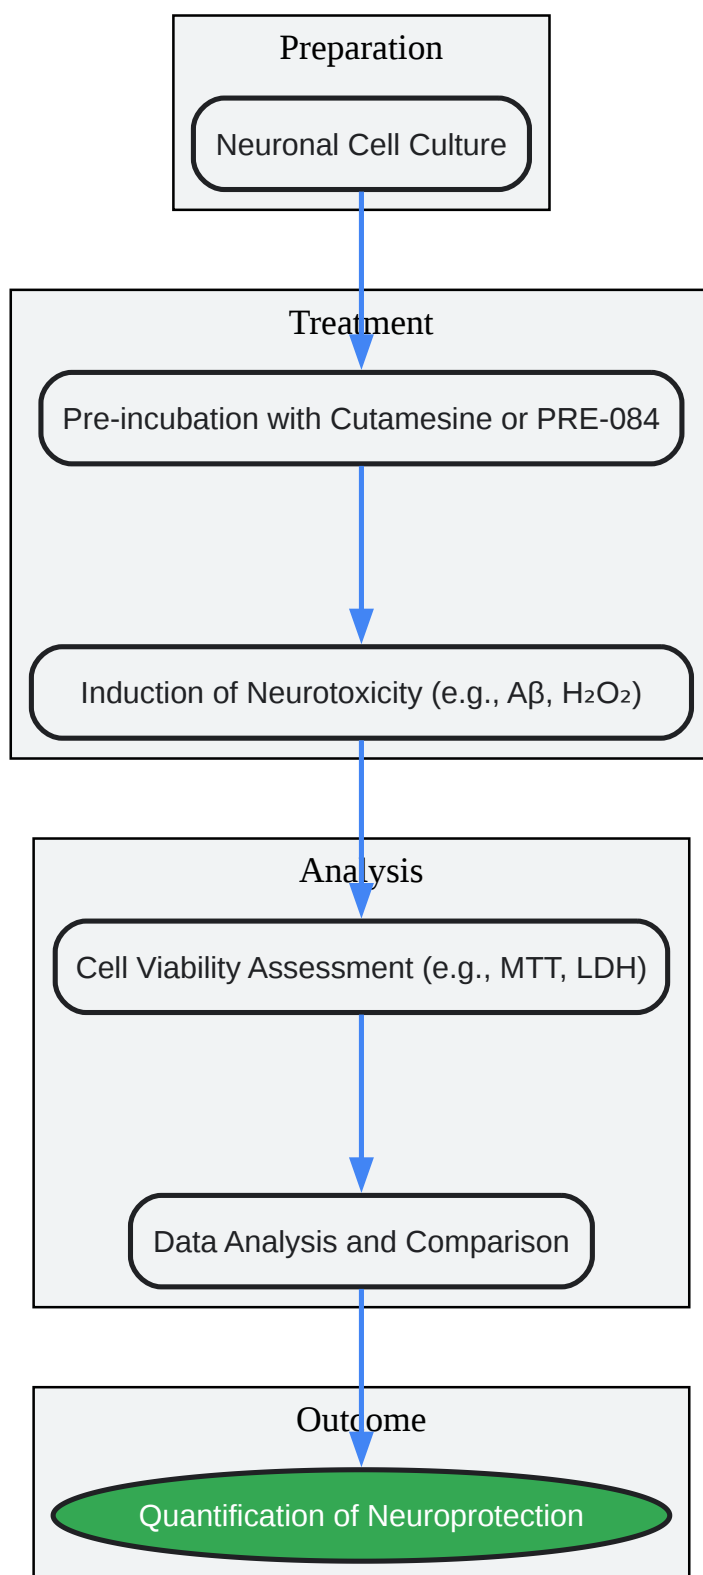 Preparation
Neuronal Cell Culture
Treatment
Pre-incubation with Cutamesine or PRE-084
Induction of Neurotoxicity (e.g., Aβ, H₂O₂)
Analysis
Cell Viability Assessment (e.g., MTT, LDH)
Data Analysis and Comparison
Outcome
Quantification of Neuroprotection